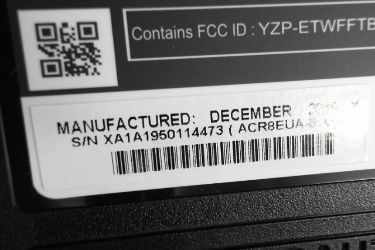 Contains FCC ID : YZP-ETWFFTB
MANUFACTURED: DECEMBER
S/N XA1A1950114473 ( ACR8EUA